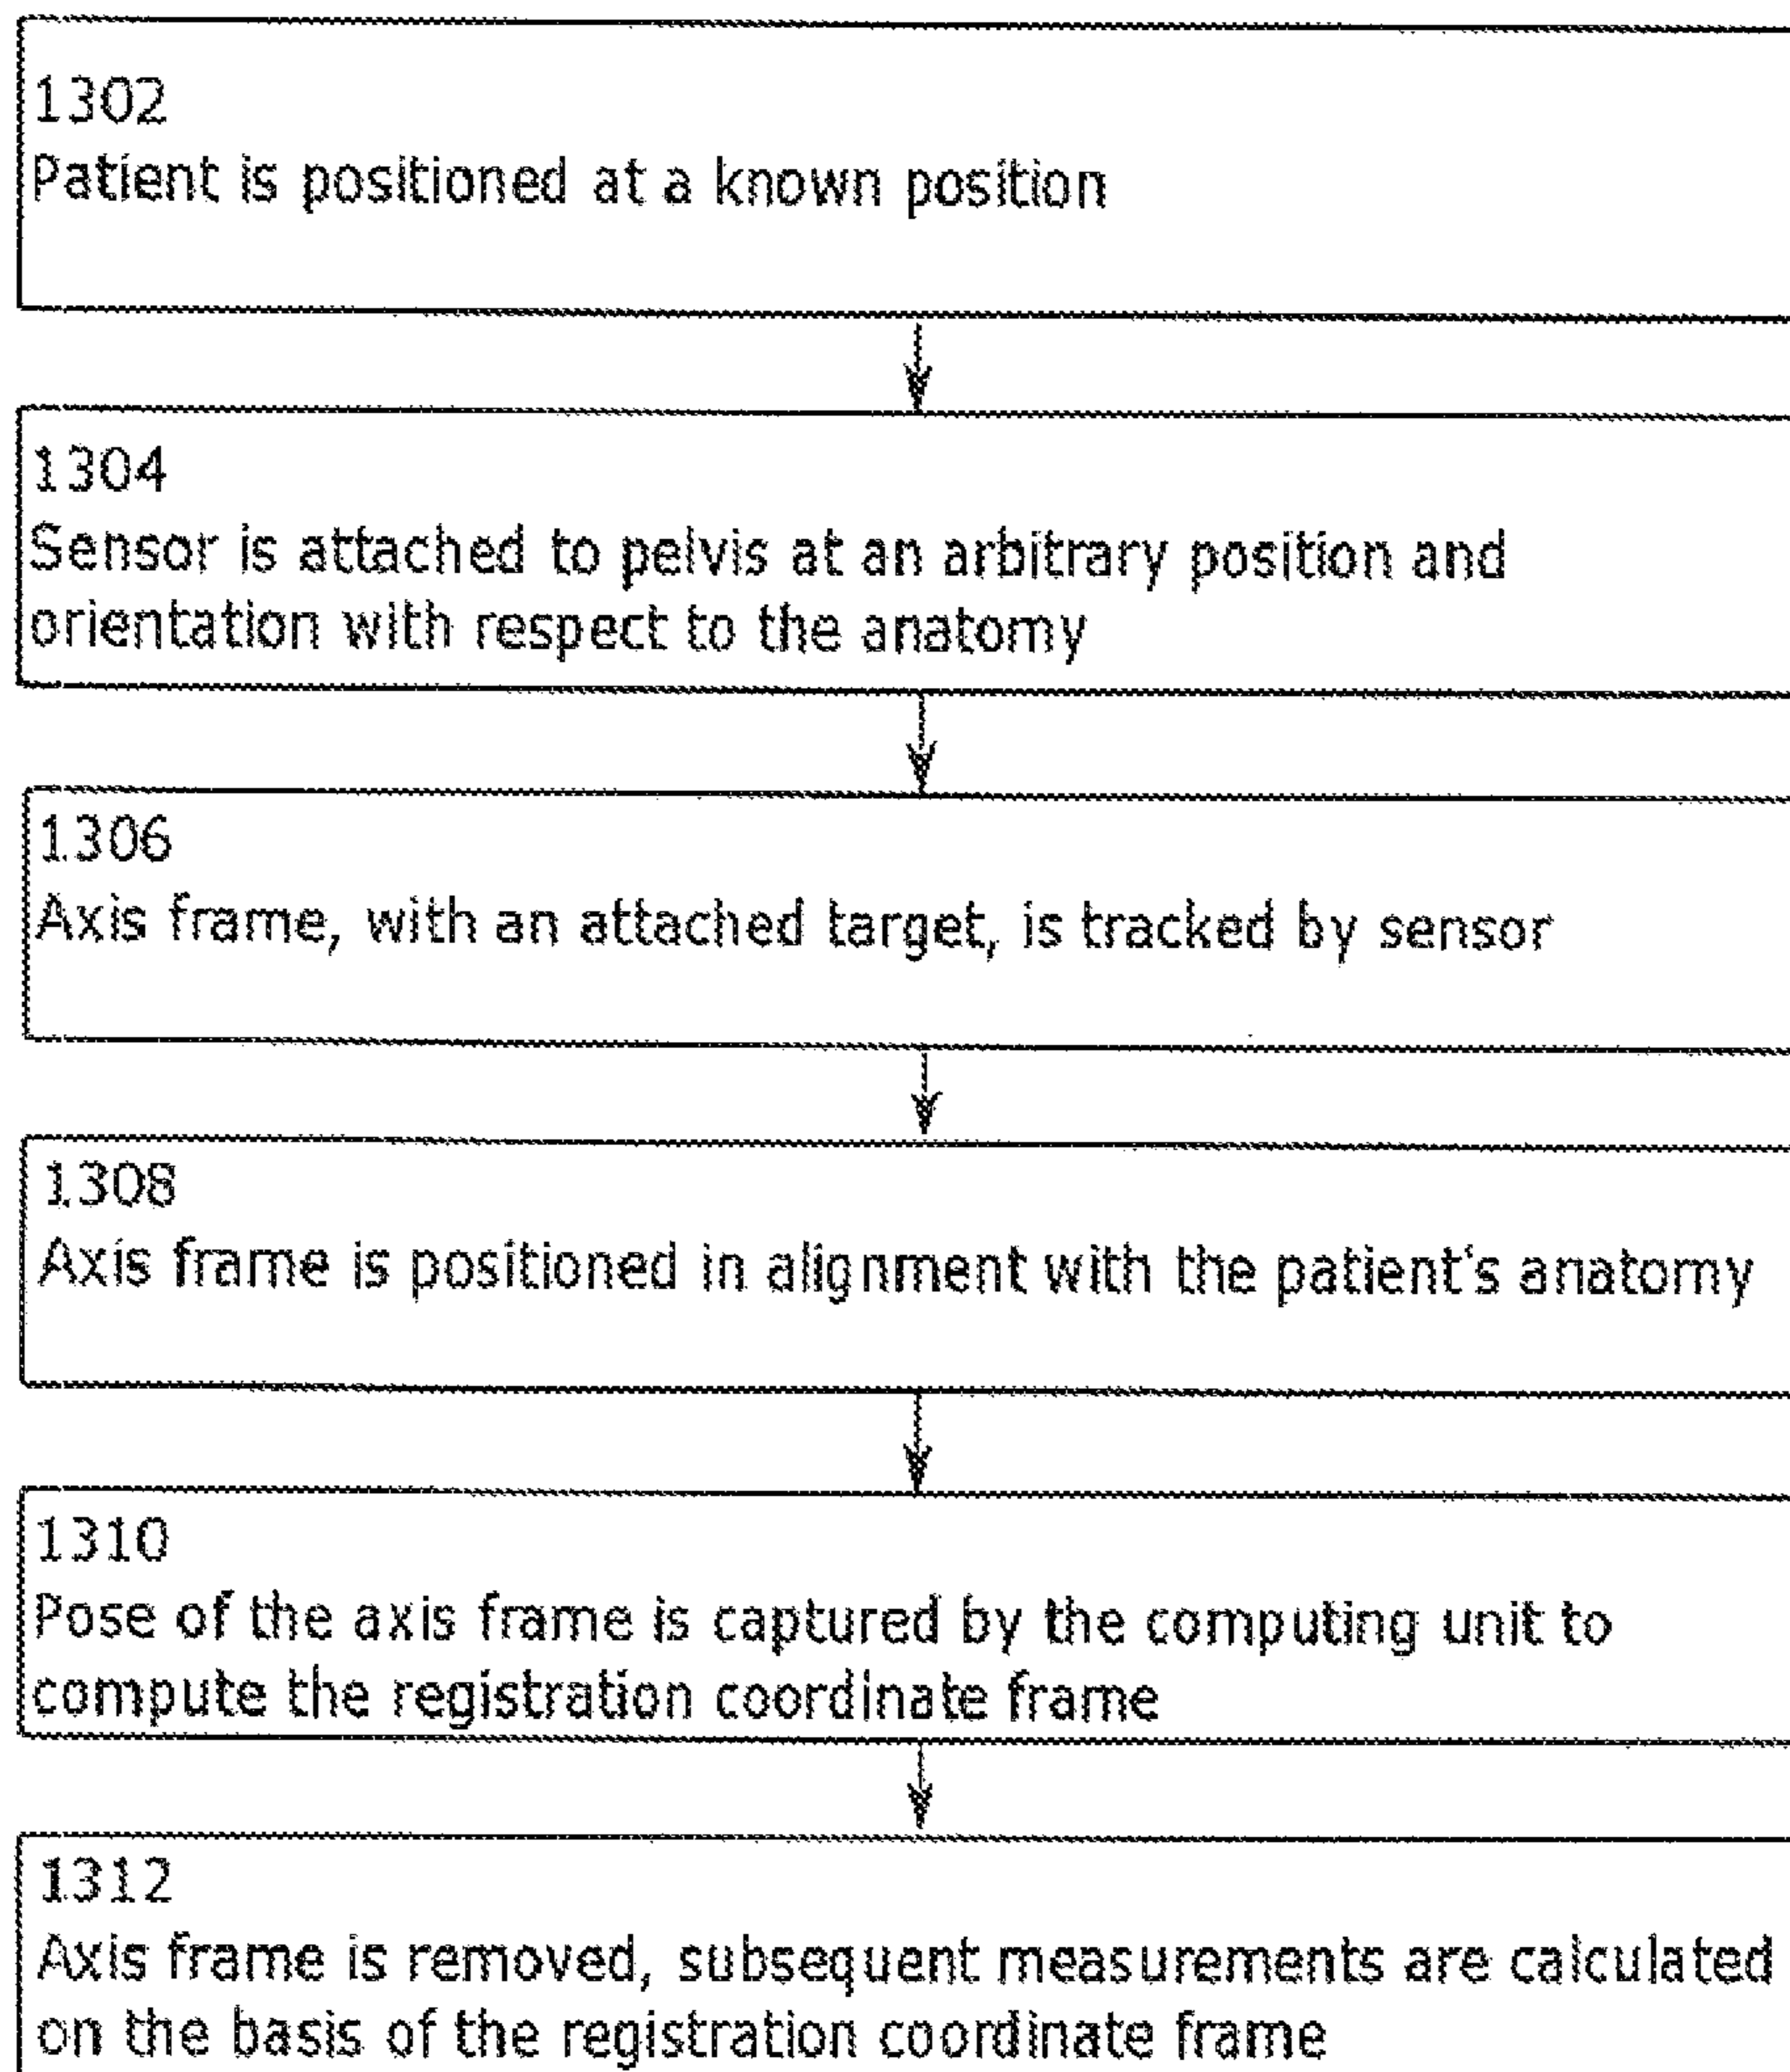 1302
Patient is positioned at a known position
1304
Sensor is attached to pelvis at an arbitrary position and
orientation with respect to the anatomy
1306
Axis frame, with an attached target, is tracked by sensor
1308
Axis frame is positioned in alignment with the patient's anatomy
1310
Pose of the axis frame is captured by the computing unit to
compute the registration coordinate frame
1312
Axis frame is removed, subsequent measurements are calculated
on the basis of the registration coordinate frame